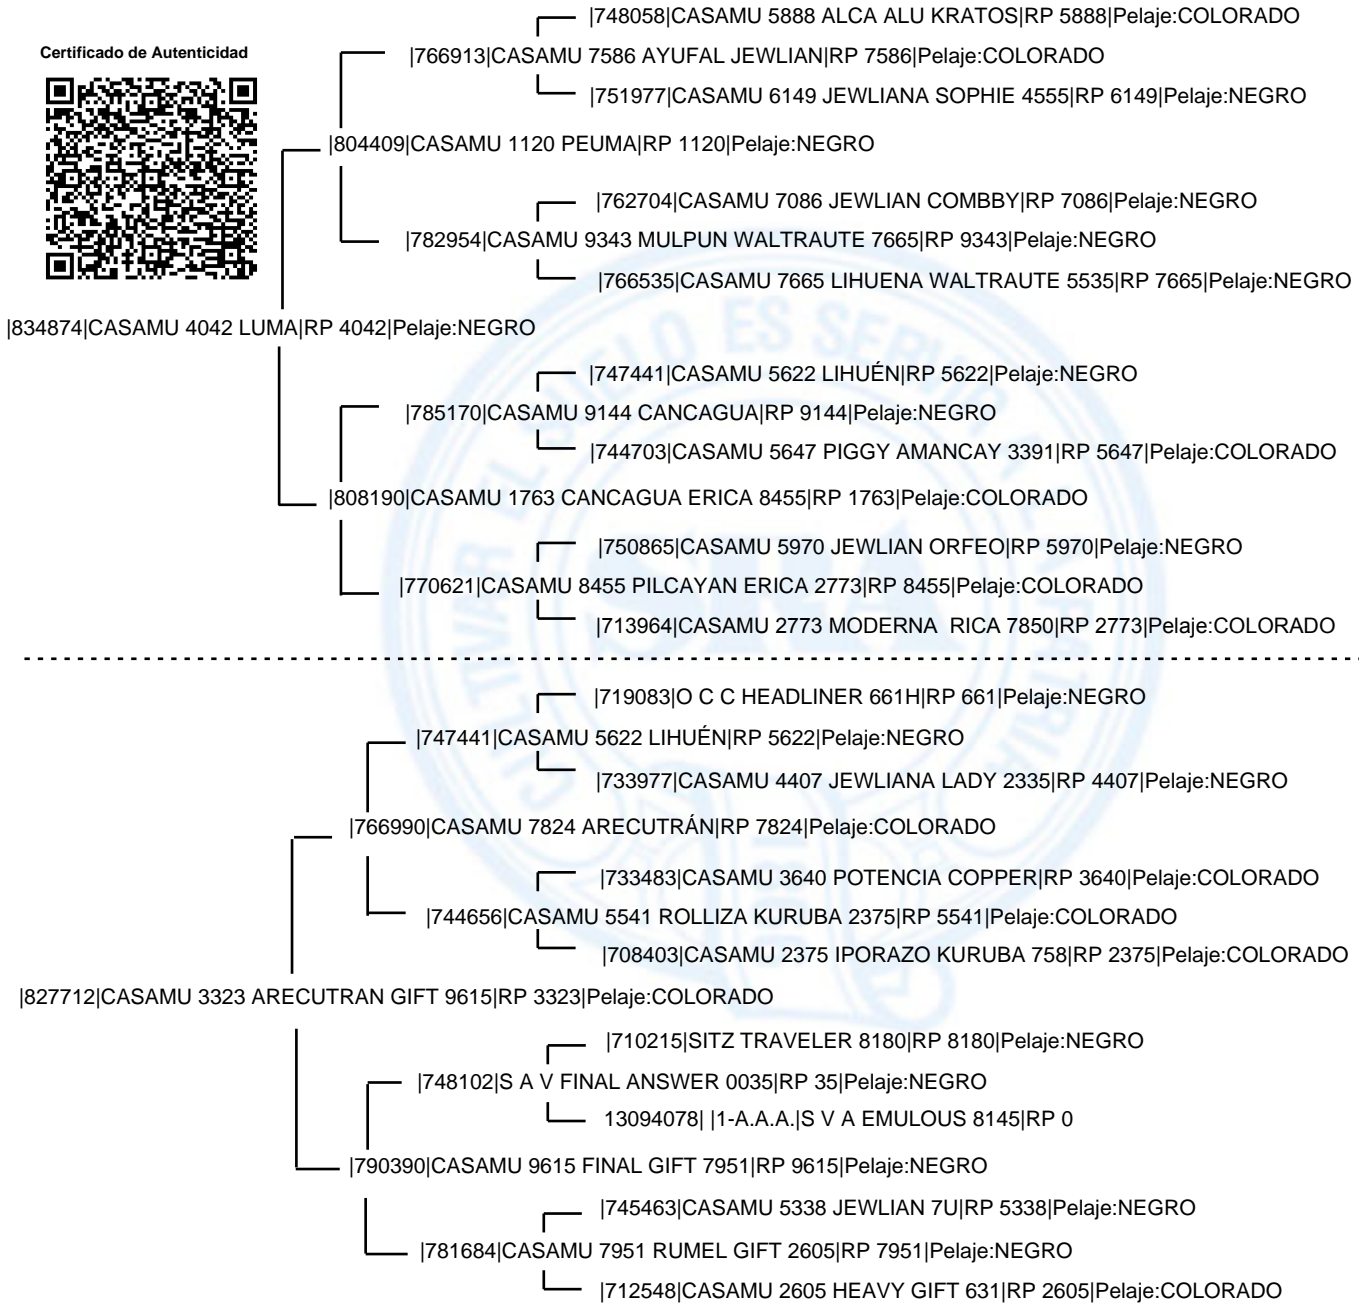 |748058|CASAMU 5888 ALCA ALU KRATOS|RP 5888|Pelaje:COLORADO
Certificado de Autenticidad
|766913|CASAMU 7586 AYUFAL JEWLIAN|RP 7586|Pelaje:COLORADO
|751977|CASAMU 6149 JEWLIANA SOPHIE 4555|RP 6149|Pelaje:NEGRO
|804409|CASAMU 1120 PEUMA|RP 1120|Pelaje:NEGRO
|762704|CASAMU 7086 JEWLIAN COMBBY|RP 7086|Pelaje:NEGRO
|782954|CASAMU 9343 MULPUN WALTRAUTE 7665|RP 9343|Pelaje:NEGRO
|766535|CASAMU 7665 LIHUENA WALTRAUTE 5535|RP 7665|Pelaje:NEGRO
|834874|CASAMU 4042 LUMA|RP 4042|Pelaje:NEGRO
|747441|CASAMU 5622 LIHUÉN|RP 5622|Pelaje:NEGRO
|785170|CASAMU 9144 CANCAGUA|RP 9144|Pelaje:NEGRO
|744703|CASAMU 5647 PIGGY AMANCAY 3391|RP 5647|Pelaje:COLORADO
|808190|CASAMU 1763 CANCAGUA ERICA 8455|RP 1763|Pelaje:COLORADO
|750865|CASAMU 5970 JEWLIAN ORFEO|RP 5970|Pelaje:NEGRO
|770621|CASAMU 8455 PILCAYAN ERICA 2773|RP 8455|Pelaje:COLORADO
|713964|CASAMU 2773 MODERNA  RICA 7850|RP 2773|Pelaje:COLORADO
|719083|O C C HEADLINER 661H|RP 661|Pelaje:NEGRO
|747441|CASAMU 5622 LIHUÉN|RP 5622|Pelaje:NEGRO
|733977|CASAMU 4407 JEWLIANA LADY 2335|RP 4407|Pelaje:NEGRO
|766990|CASAMU 7824 ARECUTRÁN|RP 7824|Pelaje:COLORADO
|733483|CASAMU 3640 POTENCIA COPPER|RP 3640|Pelaje:COLORADO
|744656|CASAMU 5541 ROLLIZA KURUBA 2375|RP 5541|Pelaje:COLORADO
|708403|CASAMU 2375 IPORAZO KURUBA 758|RP 2375|Pelaje:COLORADO
|827712|CASAMU 3323 ARECUTRAN GIFT 9615|RP 3323|Pelaje:COLORADO
|710215|SITZ TRAVELER 8180|RP 8180|Pelaje:NEGRO
|748102|S A V FINAL ANSWER 0035|RP 35|Pelaje:NEGRO
13094078| |1-A.A.A.|S V A EMULOUS 8145|RP 0
|790390|CASAMU 9615 FINAL GIFT 7951|RP 9615|Pelaje:NEGRO
|745463|CASAMU 5338 JEWLIAN 7U|RP 5338|Pelaje:NEGRO
|781684|CASAMU 7951 RUMEL GIFT 2605|RP 7951|Pelaje:NEGRO
|712548|CASAMU 2605 HEAVY GIFT 631|RP 2605|Pelaje:COLORADO
CULTIVAR EL SUELO ES SERVIR A LA PATRIA
SRA
1866